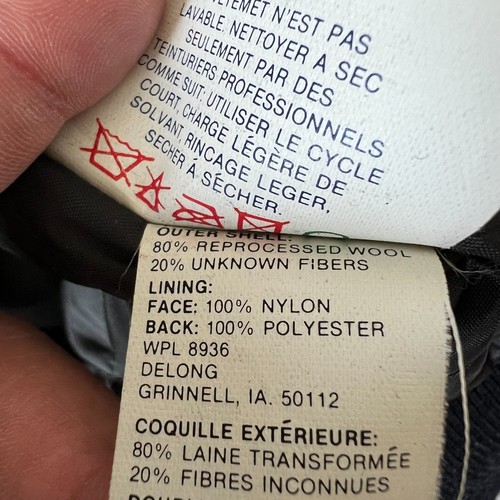 N'EST PAS
LAVABLE. NETTOYER A SEC
SEULEMENT PAR DES
TEINTURIERS PROFESSIONNELS
COMME SUIT: UTILISER LE CYCLE
COURT, CHARGE LÉGÈRE DE
SOLVANT, RINCAGE LEGER,
SECHER À SÉCHER.
OUTER SHELL:
80% REPROCESSED WOOL
20% UNKNOWN FIBERS
LINING:
FACE: 100% NYLON
BACK: 100% POLYESTER
WPL 8936
DELONG
GRINNELL, IA. 50112
COQUILLE EXTÉRIEURE:
80% LAINE TRANSFORMÉE
20% FIBRES INCONNUES